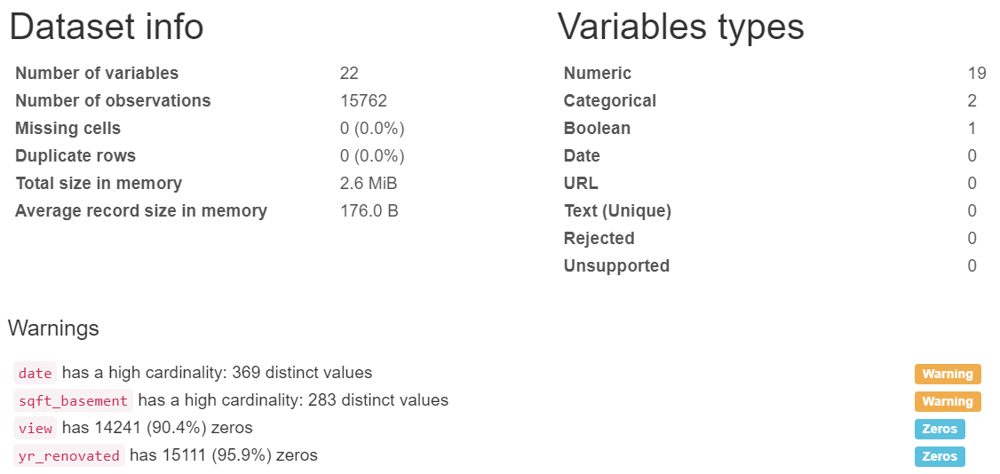 Dataset info
Number of variables 22
Number of observations 15762
Missing cells 0 (0.0%)
Duplicate rows 0 (0.0%)
Total size in memory 2.6 MiB
Average record size in memory 176.0 B
Variables types
Numeric 19
Categorical 2
Boolean 1
Date 0
URL 0
Text (Unique) 0
Rejected 0
Unsupported 0
Warnings
date has a high cardinality: 369 distinct values Warning
sqft_basement has a high cardinality: 283 distinct values Warning
view has 14241 (90.4%) zeros Zeros
yr_renovated has 15111 (95.9%) zeros Zeros